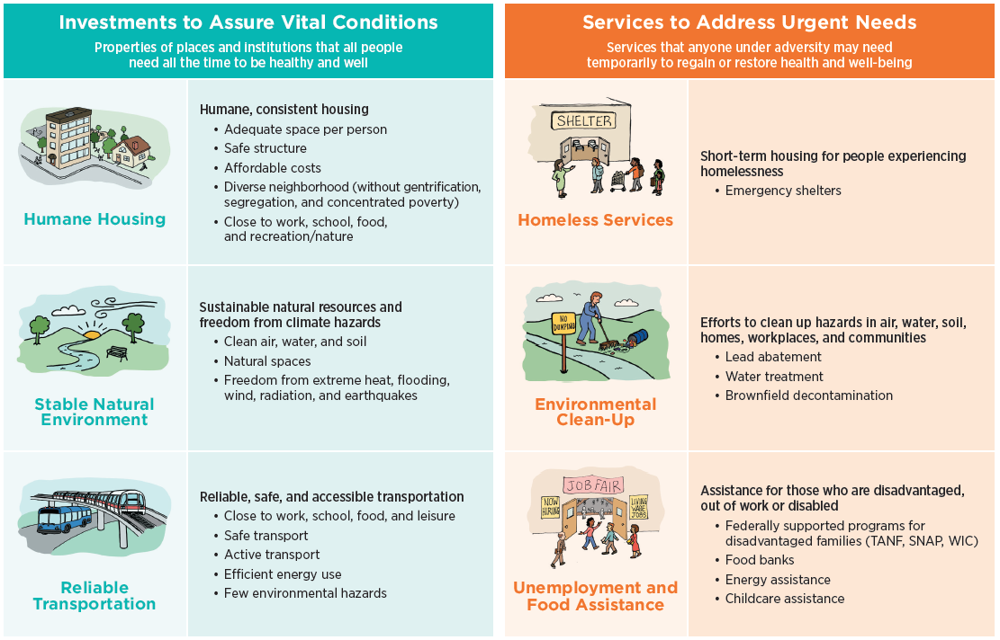 Investments to Assure Vital Conditions
Properties of places and institutions that all people
need all the time to be healthy and well
Humane Housing
Humane, consistent housing
• Adequate space per person
• Safe structure
• Affordable costs
• Diverse neighborhood (without gentrification,
segregation, and concentrated poverty)
• Close to work, school, food,
and recreation/nature
Stable Natural
Environment
Sustainable natural resources and
freedom from climate hazards
• Clean air, water, and soil
• Natural spaces
• Freedom from extreme heat, flooding,
wind, radiation, and earthquakes
Reliable
Transportation
Reliable, safe, and accessible transportation
• Close to work, school, food, and leisure
• Safe transport
• Active transport
• Efficient energy use
• Few environmental hazards
Services to Address Urgent Needs
Services that anyone under adversity may need
temporarily to regain or restore health and well-being
SHELTER
Homeless Services
Short-term housing for people experiencing
homelessness
• Emergency shelters
NO
DUMPING
Environmental
Clean-Up
Efforts to clean up hazards in air, water, soil,
homes, workplaces, and communities
• Lead abatement
• Water treatment
• Brownfield decontamination
JOB FAIR
NOW
HIRING
LIVING
WAGE
JOBS
Unemployment and
Food Assistance
Assistance for those who are disadvantaged,
out of work or disabled
• Federally supported programs for
disadvantaged families (TANF, SNAP, WIC)
• Food banks
• Energy assistance
• Childcare assistance